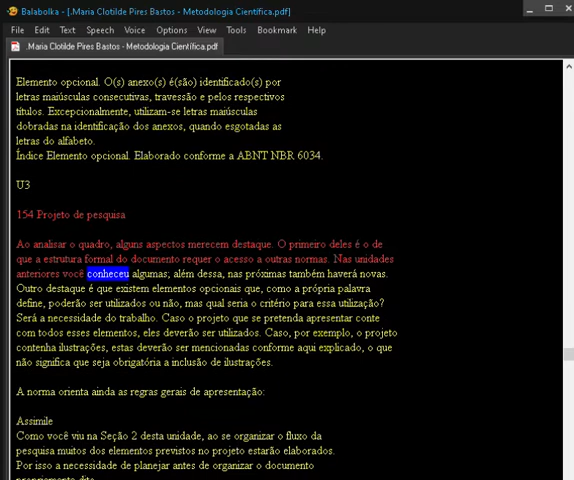 Balabolka - [.Maria Clotilde Pires Bastos - Metodologia Científica.pdf]
File Edit Text Speech Voice Options View Tools Bookmark Help
.Maria Clotilde Pires Bastos - Metodologia Científica.pdf
Elemento opcional. O(s) anexo(s) é(são) identificado(s) por
letras maiúsculas consecutivas, travessão e pelos respectivos
títulos. Excepcionalmente, utilizam-se letras maiúsculas
dobradas na identificação dos anexos, quando esgotadas as
letras do alfabeto.
Índice Elemento opcional. Elaborado conforme a ABNT NBR 6034.
U3
154 Projeto de pesquisa
Ao analisar o quadro, alguns aspectos merecem destaque. O primeiro deles é o de
que a estrutura formal do documento requer o acesso a outras normas. Nas unidades
anteriores você conheceu algumas; além dessa, nas próximas também haverá novas.
Outro destaque é que existem elementos opcionais que, como a própria palavra
define, poderão ser utilizados ou não, mas qual seria o critério para essa utilização?
Será a necessidade do trabalho. Caso o projeto que se pretenda apresentar conte
com todos esses elementos, eles deverão ser utilizados. Caso, por exemplo, o projeto
contenha ilustrações, estas deverão ser mencionadas conforme aqui explicado, o que
não significa que seja obrigatória a inclusão de ilustrações.
A norma orienta ainda as regras gerais de apresentação:
Assimile
Como você viu na Seção 2 desta unidade, ao se organizar o fluxo da
pesquisa muitos dos elementos previstos no projeto estarão elaborados.
Por isso a necessidade de planejar antes de organizar o documento
propriamente dito.